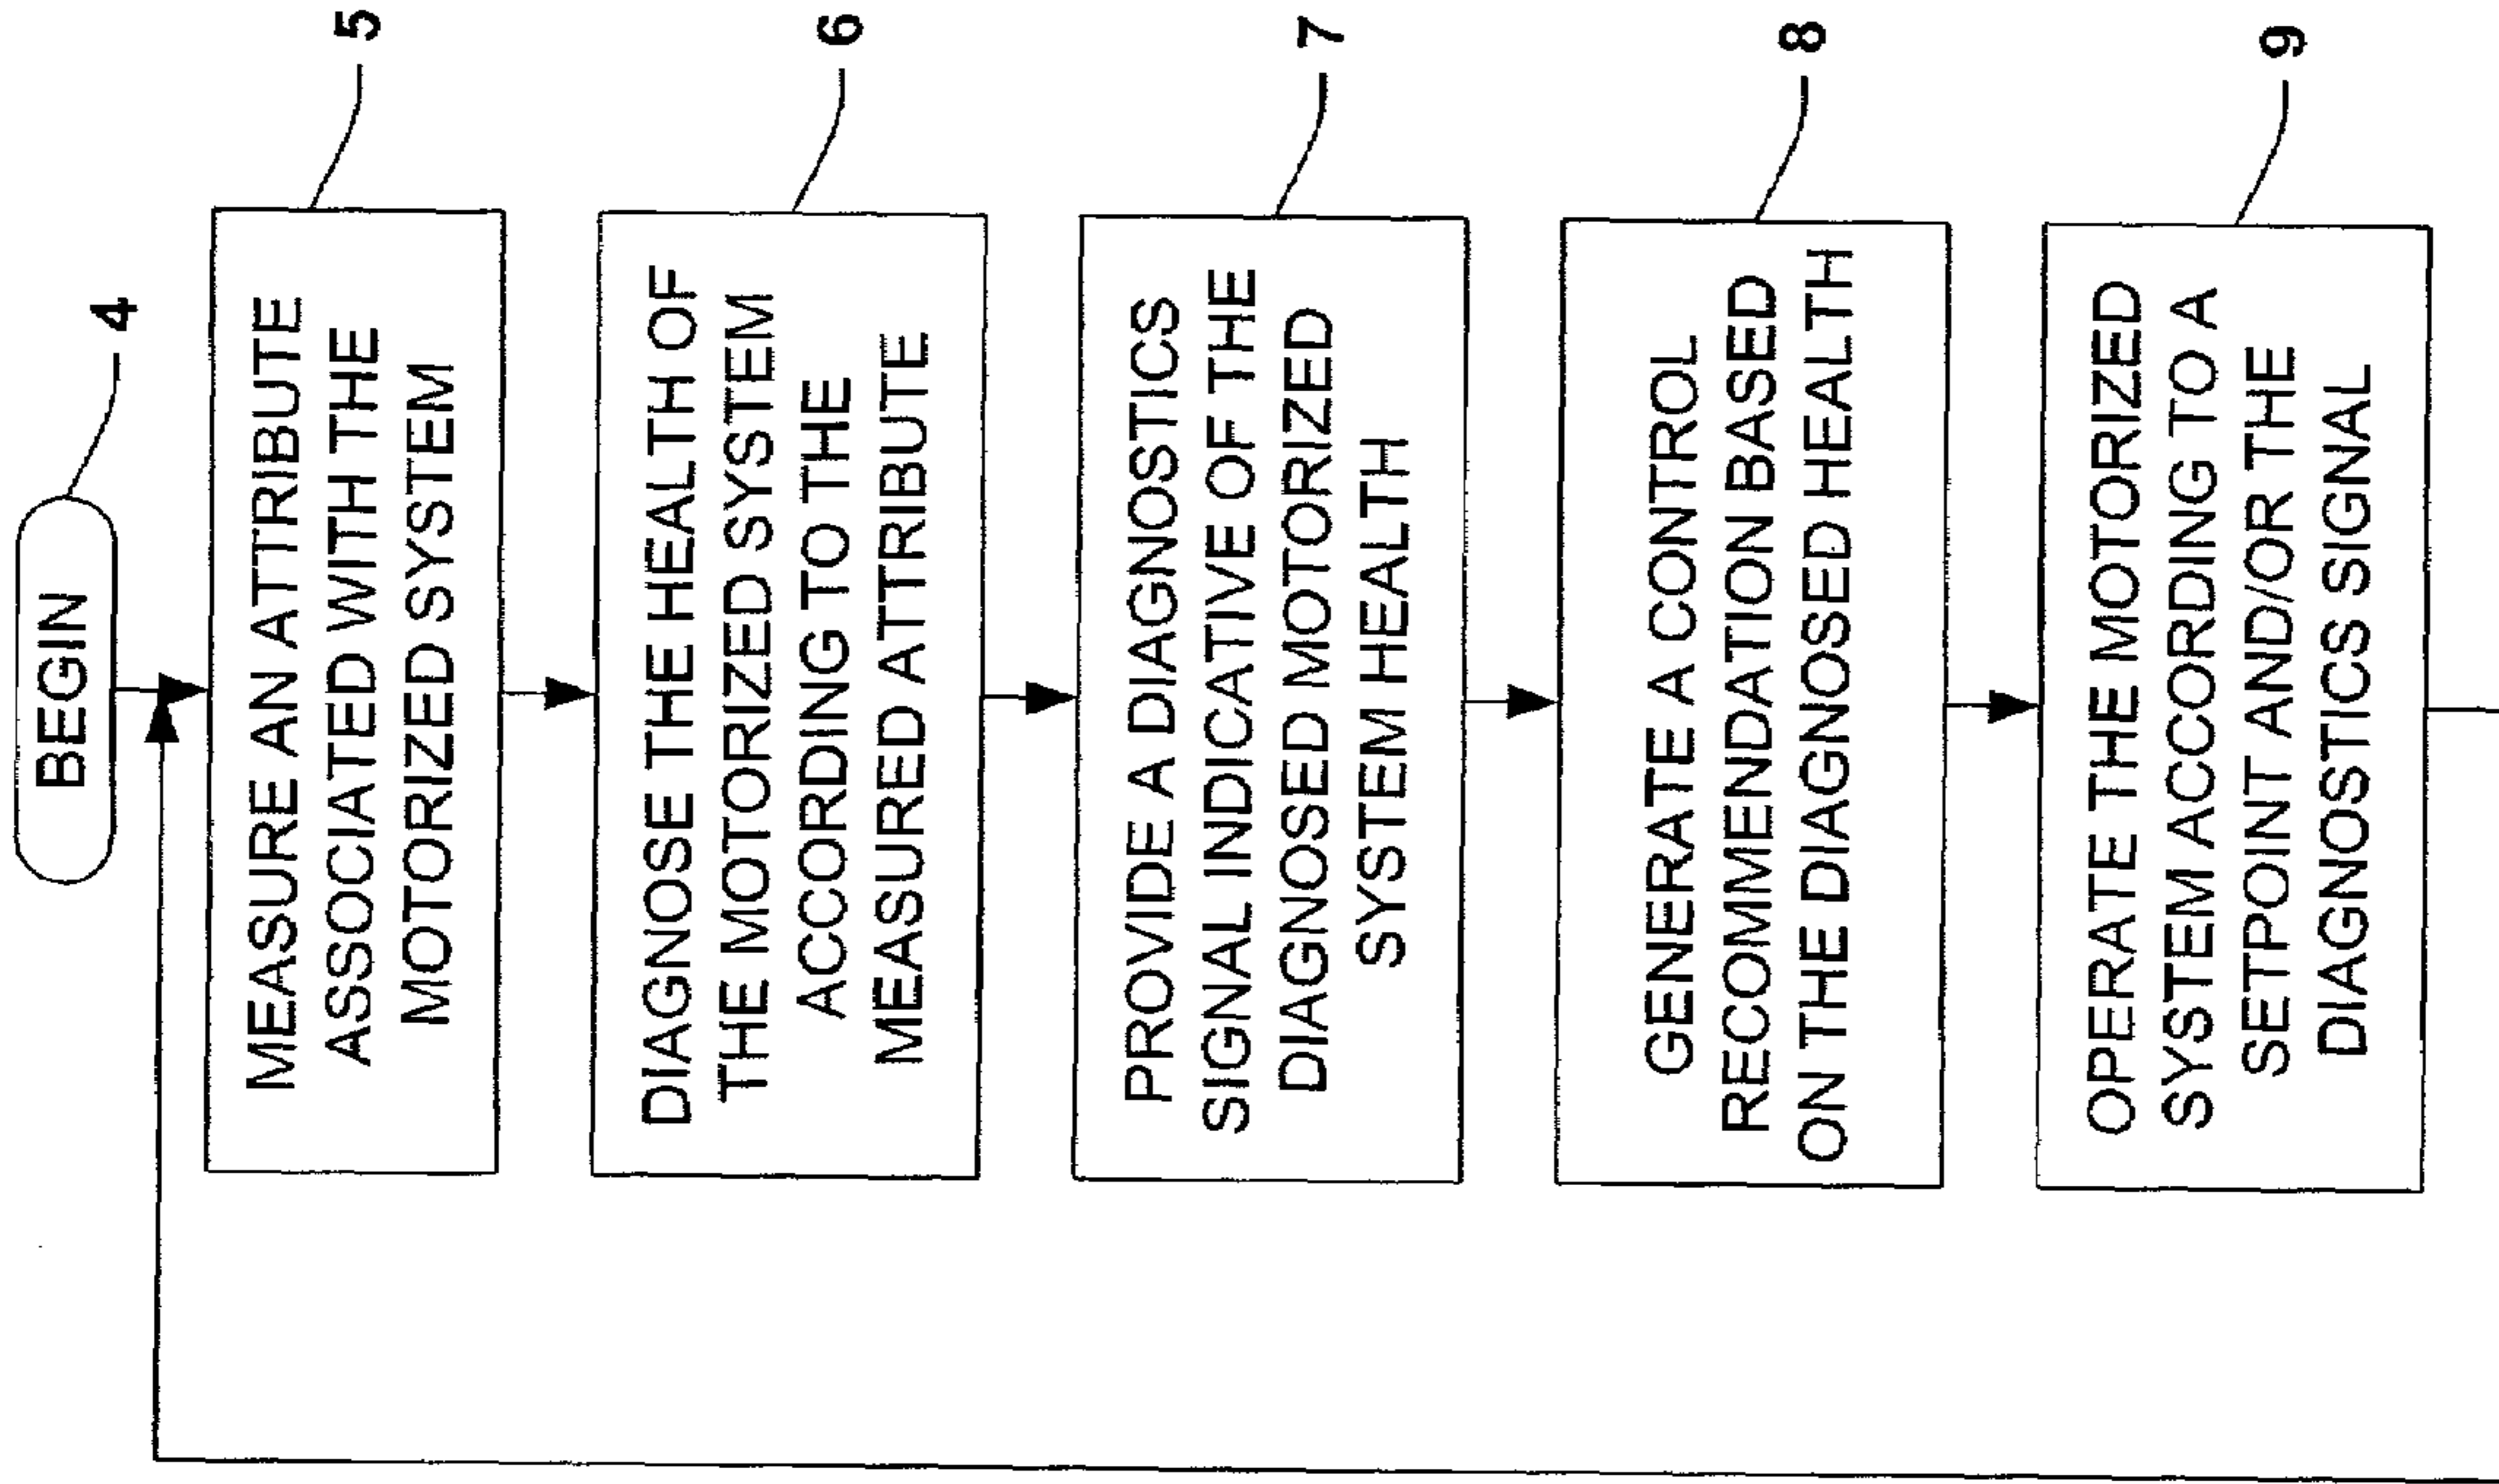 BEGIN
4
MEASURE AN ATTRIBUTE
ASSOCIATED WITH THE
MOTORIZED SYSTEM
5
DIAGNOSE THE HEALTH OF
THE MOTORIZED SYSTEM
ACCORDING TO THE
MEASURED ATTRIBUTE
6
PROVIDE A DIAGNOSTICS
SIGNAL INDICATIVE OF THE
DIAGNOSED MOTORIZED
SYSTEM HEALTH
7
GENERATE A CONTROL
RECOMMENDATION BASED
ON THE DIAGNOSED HEALTH
8
OPERATE THE MOTORIZED
SYSTEM ACCORDING TO A
SETPOINT AND/OR THE
DIAGNOSTICS SIGNAL
9